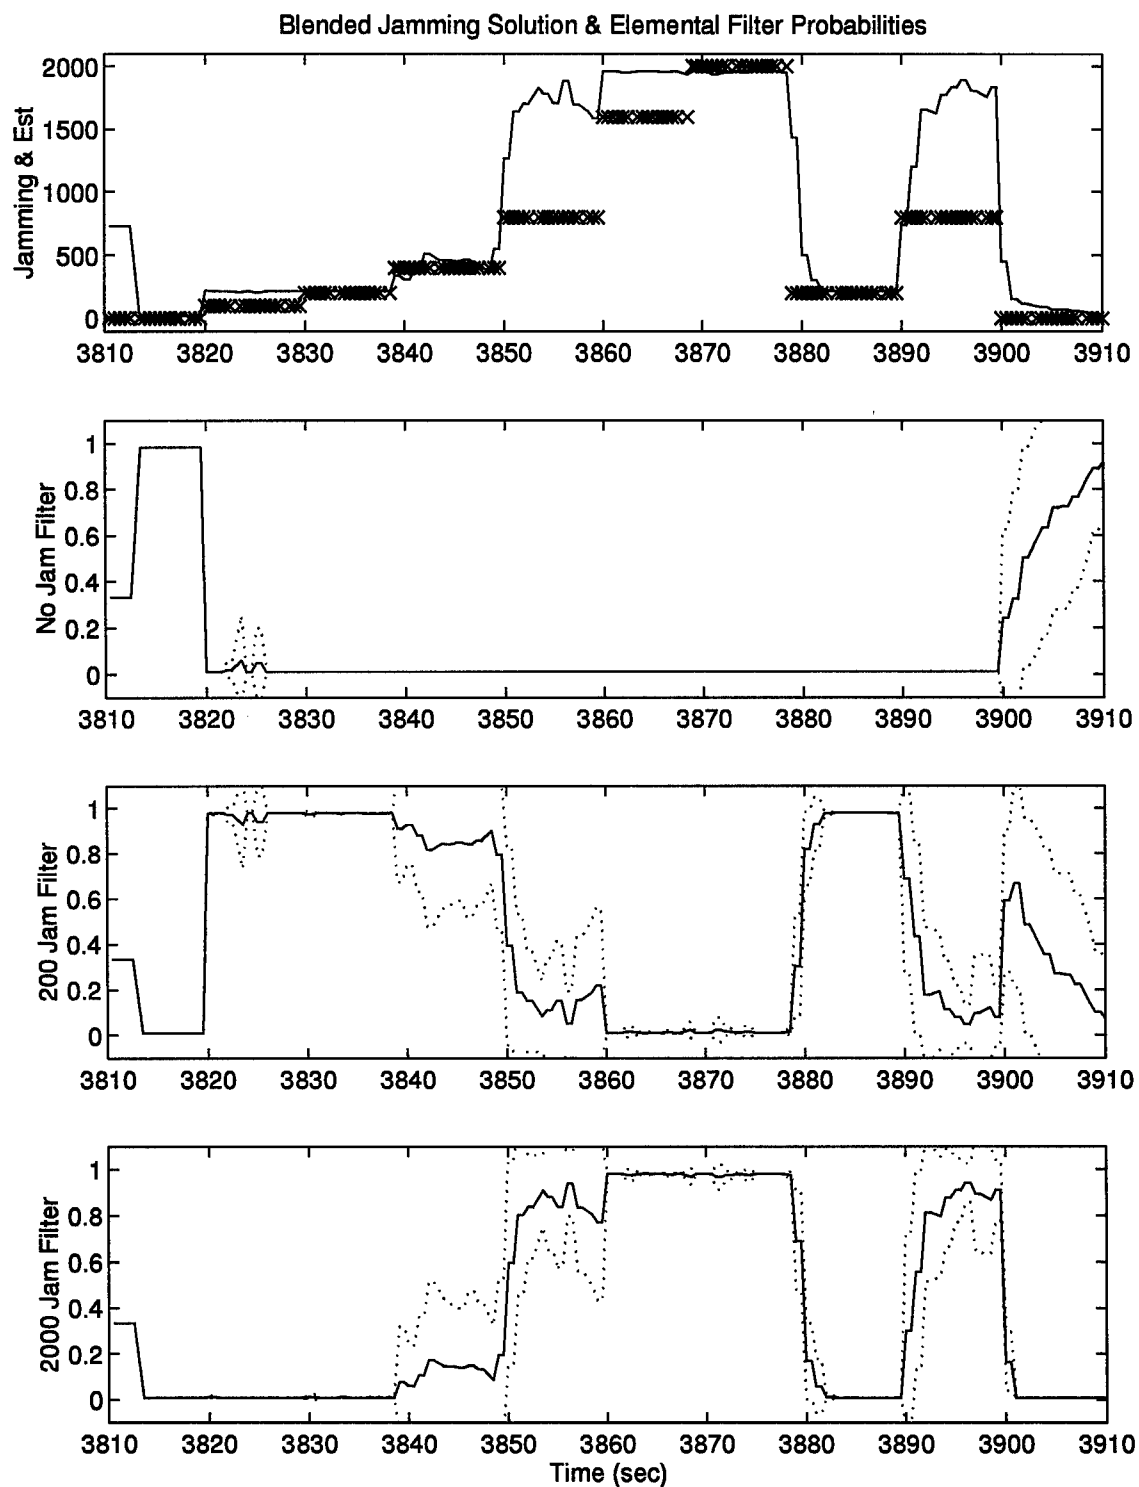 Blended Jamming Solution & Elemental Filter Probabilities
Jamming & Est
2000
1500
1000
500
0
3810 3820 3830 3840 3850 3860 3870 3880 3890 3900 3910
No Jam Filter
1
0.8
0.6
0.4
0.2
0
3810 3820 3830 3840 3850 3860 3870 3880 3890 3900 3910
200 Jam Filter
1
0.8
0.6
0.4
0.2
0
3810 3820 3830 3840 3850 3860 3870 3880 3890 3900 3910
2000 Jam Filter
1
0.8
0.6
0.4
0.2
0
3810 3820 3830 3840 3850 3860 3870 3880 3890 3900 3910
Time (sec)